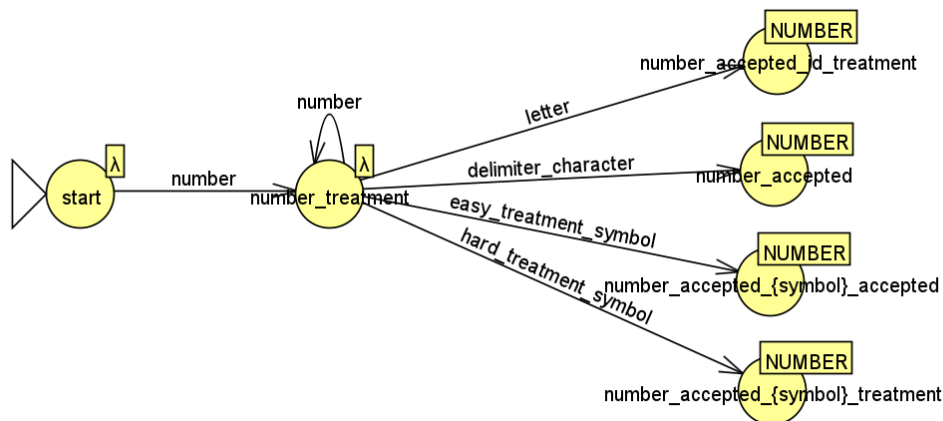 NUMBER
number_accepted_id_treatment
number
letter
λ
λ
NUMBER
delimiter_character
number
number_accepted
start
number_treatment
easy_treatment_symbol
NUMBER
hard_treatment_symbol
number_accepted_{symbol}_accepted
NUMBER
number_accepted_{symbol}_treatment